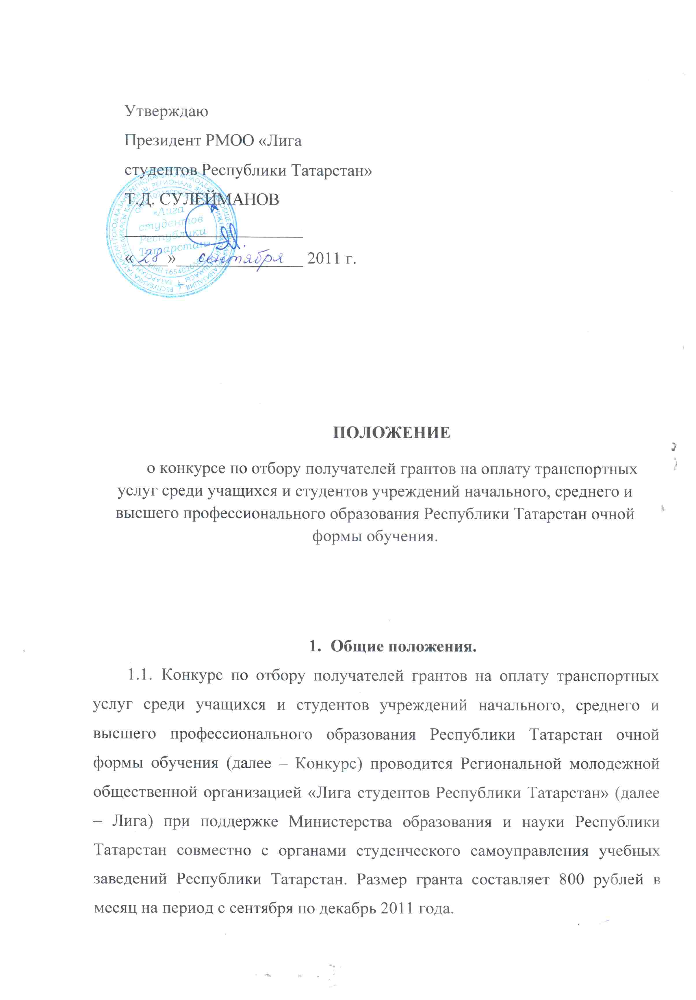 Утверждаю
Президент РМОО «Лига
студентов Республики Татарстан»
Т.Д. СУЛЕЙМАНОВ
«Лига
студентов
Республики
Татарстан»
«28» сентября 2011 г.
ПОЛОЖЕНИЕ
о конкурсе по отбору получателей грантов на оплату транспортных
услуг среди учащихся и студентов учреждений начального, среднего и
высшего профессионального образования Республики Татарстан очной
формы обучения.
1. Общие положения.
1.1. Конкурс по отбору получателей грантов на оплату транспортных
услуг среди учащихся и студентов учреждений начального, среднего и
высшего профессионального образования Республики Татарстан очной
формы обучения (далее – Конкурс) проводится Региональной молодежной
общественной организацией «Лига студентов Республики Татарстан» (далее
– Лига) при поддержке Министерства образования и науки Республики
Татарстан совместно с органами студенческого самоуправления учебных
заведений Республики Татарстан. Размер гранта составляет 800 рублей в
месяц на период с сентября по декабрь 2011 года.